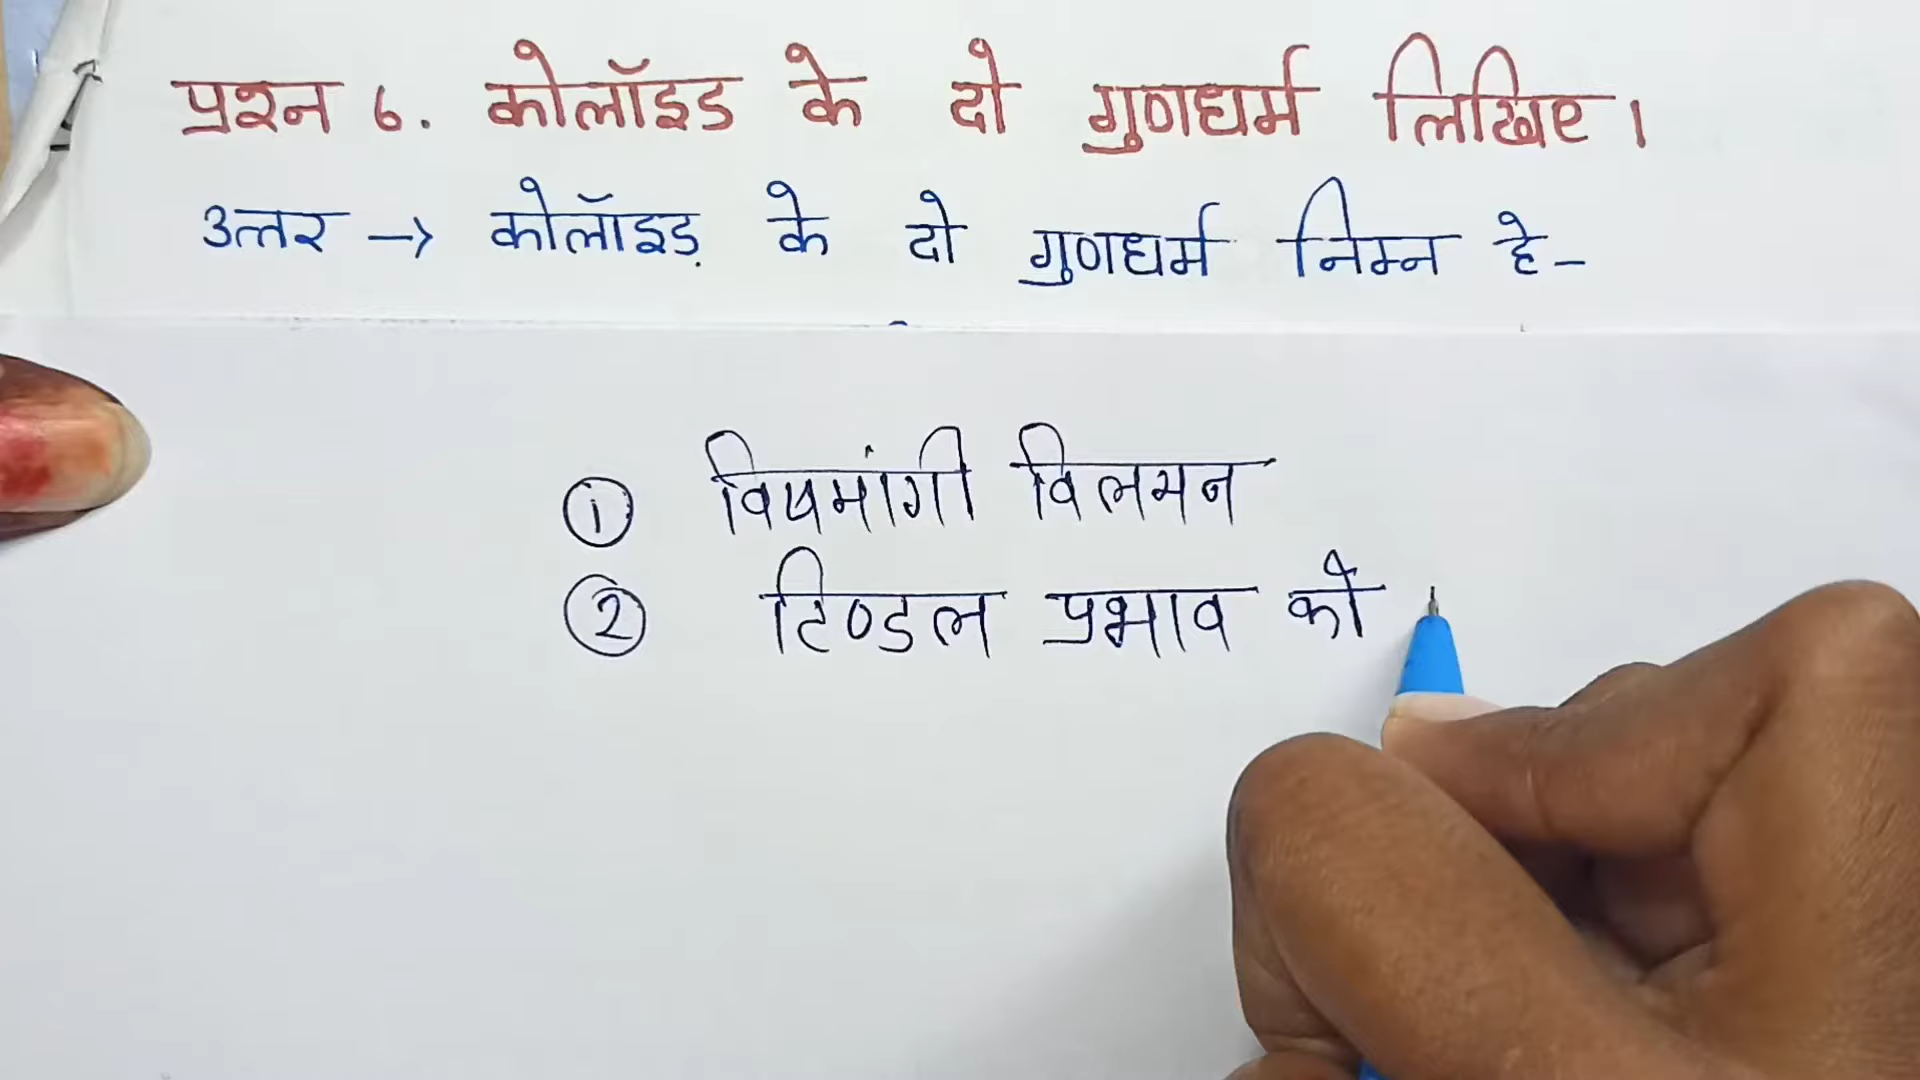 प्रश्न 6. कोलॉइड के दो गुणधर्म लिखिए।
उत्तर → कोलॉइड़ के दो गुणधर्म निम्न हे-
① विषमांगी विलयन
② टिण्डल प्रभाव को